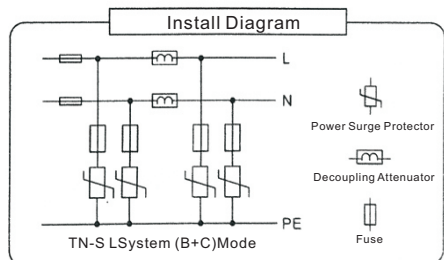 Install Diagram
L
N
Power Surge Protector
Decoupling Attenuator
PE
TN-S LSystem (B+C)Mode
Fuse